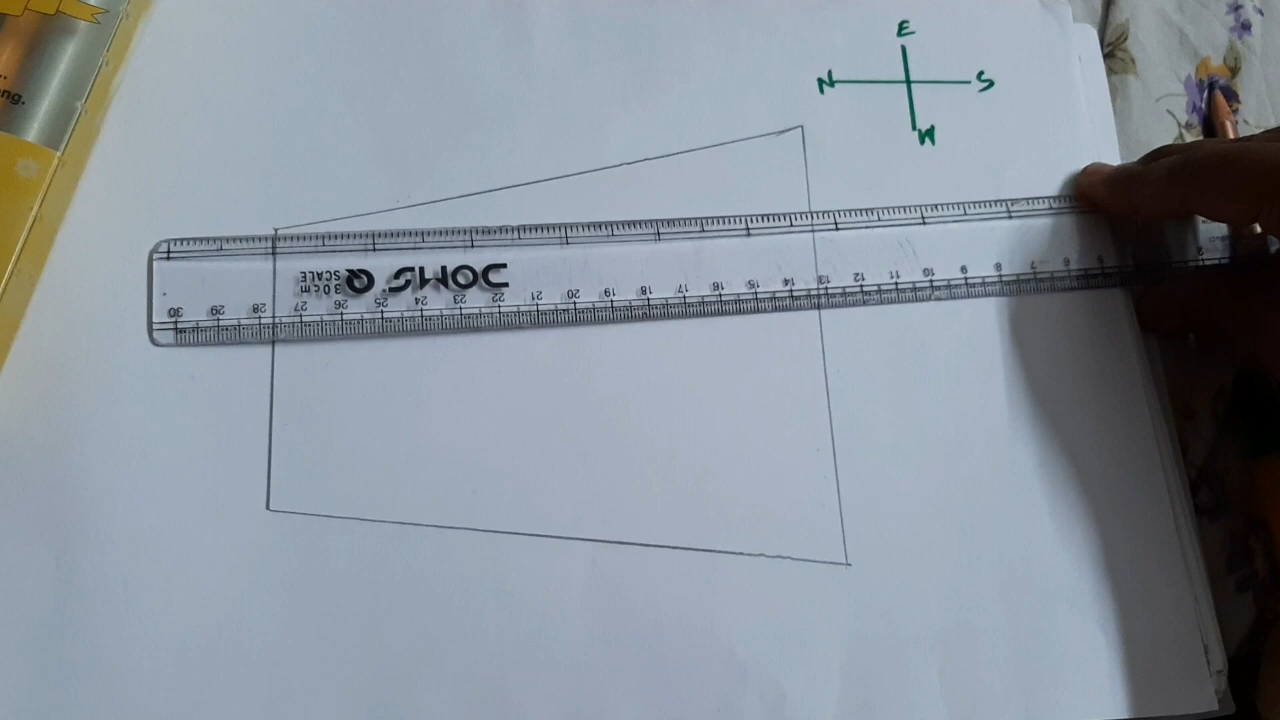 ng.
E
N S
W
DOMS Q
30cm
SCALE
30 29 28 27 26 25 24 23 22 21 20 19 18 17 16 15 14 13 12 11 10 9 8 7 6 5 2